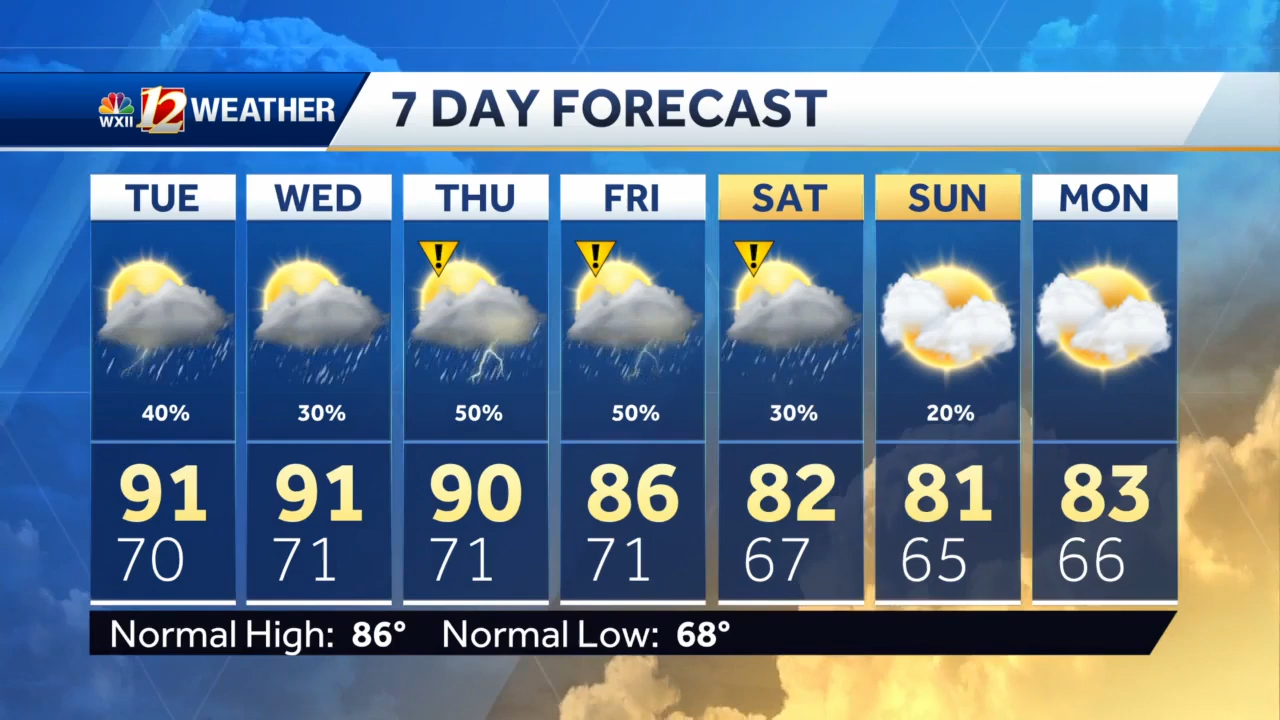 WXII 12 WEATHER
7 DAY FORECAST
TUE WED THU FRI SAT SUN MON
! ! !
40% 30% 50% 50% 30% 20%
91 91 90 86 82 81 83
70 71 71 71 67 65 66
Normal High: 86° Normal Low: 68°